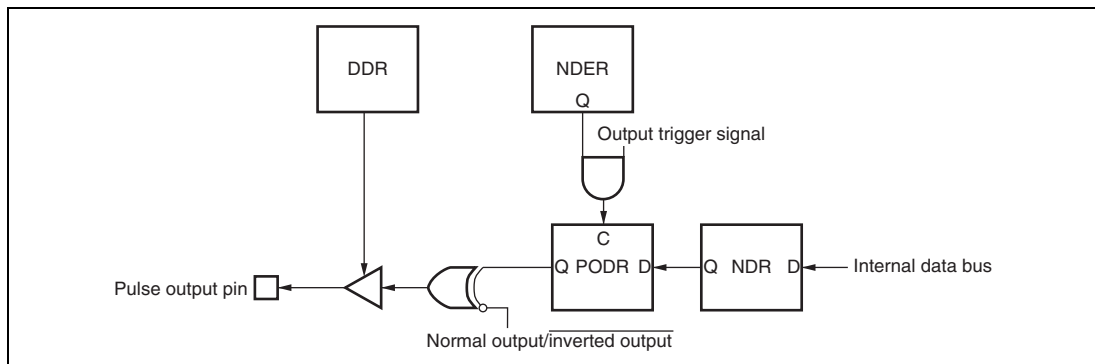 DDR
NDER
Q
Output trigger signal
C
Q PODR D
Q NDR D
Internal data bus
Pulse output pin
Normal output/inverted output